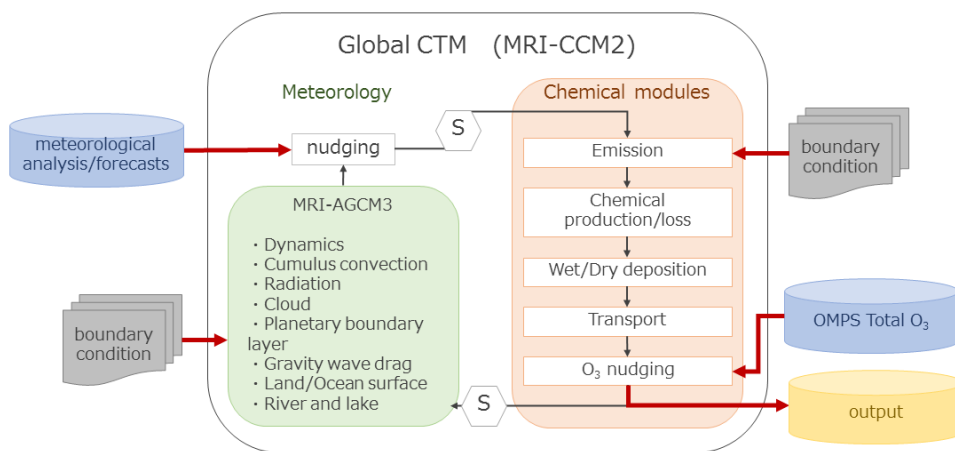 Global CTM (MRI-CCM2)
Meteorology
Chemical modules
S
meteorological
analysis/forecasts
nudging
Emission
boundary
condition
MRI-AGCM3
・Dynamics
・Cumulus convection
・Radiation
・Cloud
・Planetary boundary
layer
・Gravity wave drag
・Land/Ocean surface
・River and lake
Chemical
production/loss
Wet/Dry deposition
Transport
O₃ nudging
boundary
condition
OMPS Total O₃
S
output